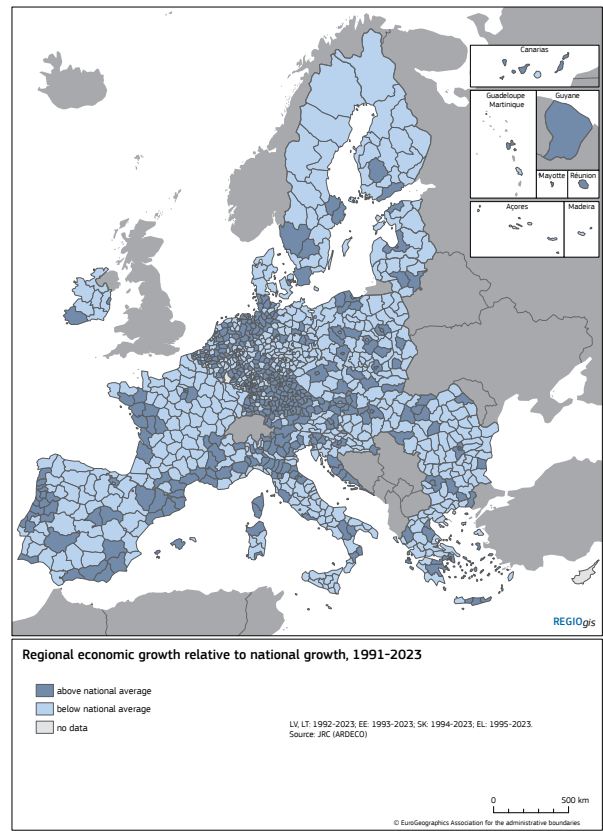 Canarias
Guadeloupe
Martinique
Guyane
Mayotte
Réunion
Açores
Madeira
REGIOgis
Regional economic growth relative to national growth, 1991-2023
above national average
below national average
no data
LV, LT: 1992-2023; EE: 1993-2023; SK: 1994-2023; EL: 1995-2023.
Source: JRC (ARDECO)
0 500 km
© EuroGeographics Association for the administrative boundaries